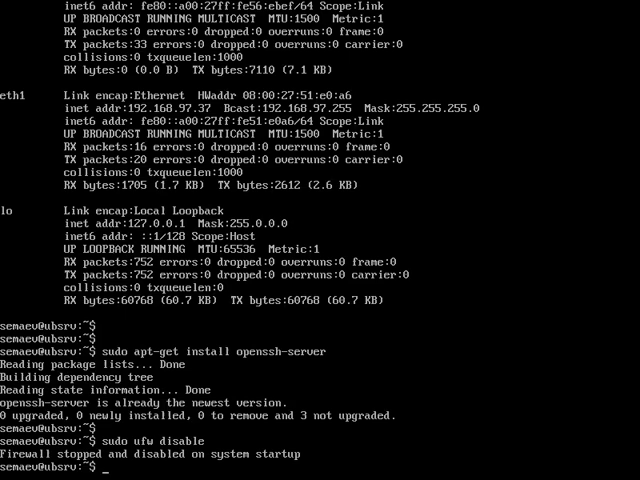 inet6 addr: fe80::a00:27ff:fe56:ebef/64 Scope:Link
UP BROADCAST RUNNING MULTICAST  MTU:1500  Metric:1
RX packets:0 errors:0 dropped:0 overruns:0 frame:0
TX packets:33 errors:0 dropped:0 overruns:0 carrier:0
collisions:0 txqueuelen:1000
RX bytes:0 (0.0 B)  TX bytes:7110 (7.1 KB)
eth1      Link encap:Ethernet  HWaddr 08:00:27:51:e0:a6
inet addr:192.168.97.37  Bcast:192.168.97.255  Mask:255.255.255.0
inet6 addr: fe80::a00:27ff:fe51:e0a6/64 Scope:Link
UP BROADCAST RUNNING MULTICAST  MTU:1500  Metric:1
RX packets:16 errors:0 dropped:0 overruns:0 frame:0
TX packets:20 errors:0 dropped:0 overruns:0 carrier:0
collisions:0 txqueuelen:1000
RX bytes:1705 (1.7 KB)  TX bytes:2612 (2.6 KB)
lo        Link encap:Local Loopback
inet addr:127.0.0.1  Mask:255.0.0.0
inet6 addr: ::1/128 Scope:Host
UP LOOPBACK RUNNING  MTU:65536  Metric:1
RX packets:752 errors:0 dropped:0 overruns:0 frame:0
TX packets:752 errors:0 dropped:0 overruns:0 carrier:0
collisions:0 txqueuelen:0
RX bytes:60768 (60.7 KB)  TX bytes:60768 (60.7 KB)
semaev@ubsrv:~$
semaev@ubsrv:~$
semaev@ubsrv:~$ sudo apt-get install openssh-server
Reading package lists... Done
Building dependency tree
Reading state information... Done
openssh-server is already the newest version.
0 upgraded, 0 newly installed, 0 to remove and 3 not upgraded.
semaev@ubsrv:~$
semaev@ubsrv:~$ sudo ufw disable
Firewall stopped and disabled on system startup
semaev@ubsrv:~$ _